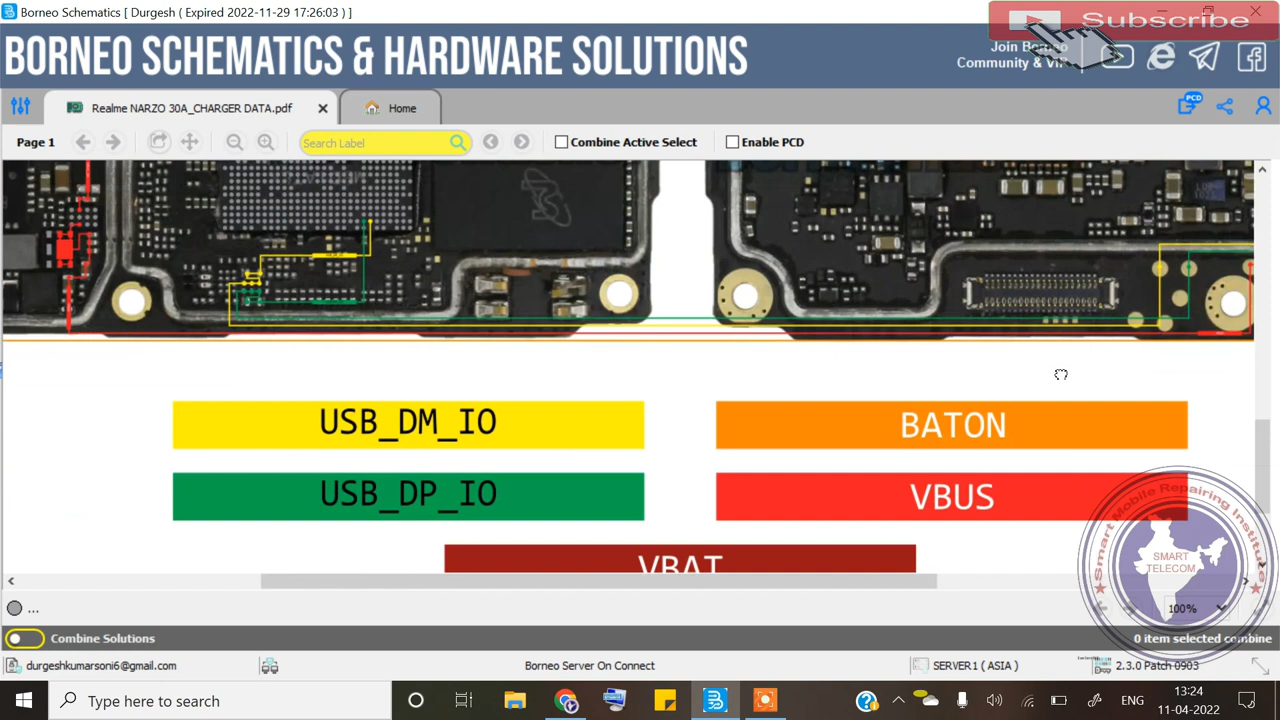 Borneo Schematics [ Durgesh ( Expired 2022-11-29 17:26:03 ) ]
Subscribe
BORNEO SCHEMATICS & HARDWARE SOLUTIONS
Join Borneo
Community & VIP
Realme NARZO 30A_CHARGER DATA.pdf
Home
PCD
Page 1
Search Label
Combine Active Select
Enable PCD
USB_DM_IO
BATON
USB_DP_IO
VBUS
VBAT
Smart Mobile Repairing Institute
SMART
TELECOM
...
100%
Combine Solutions
0 item selected combine
durgeshkumarsoni6@gmail.com
Borneo Server On Connect
SERVER1 ( ASIA )
2.3.0 Patch 0903
Type here to search
ENG
13:24
11-04-2022